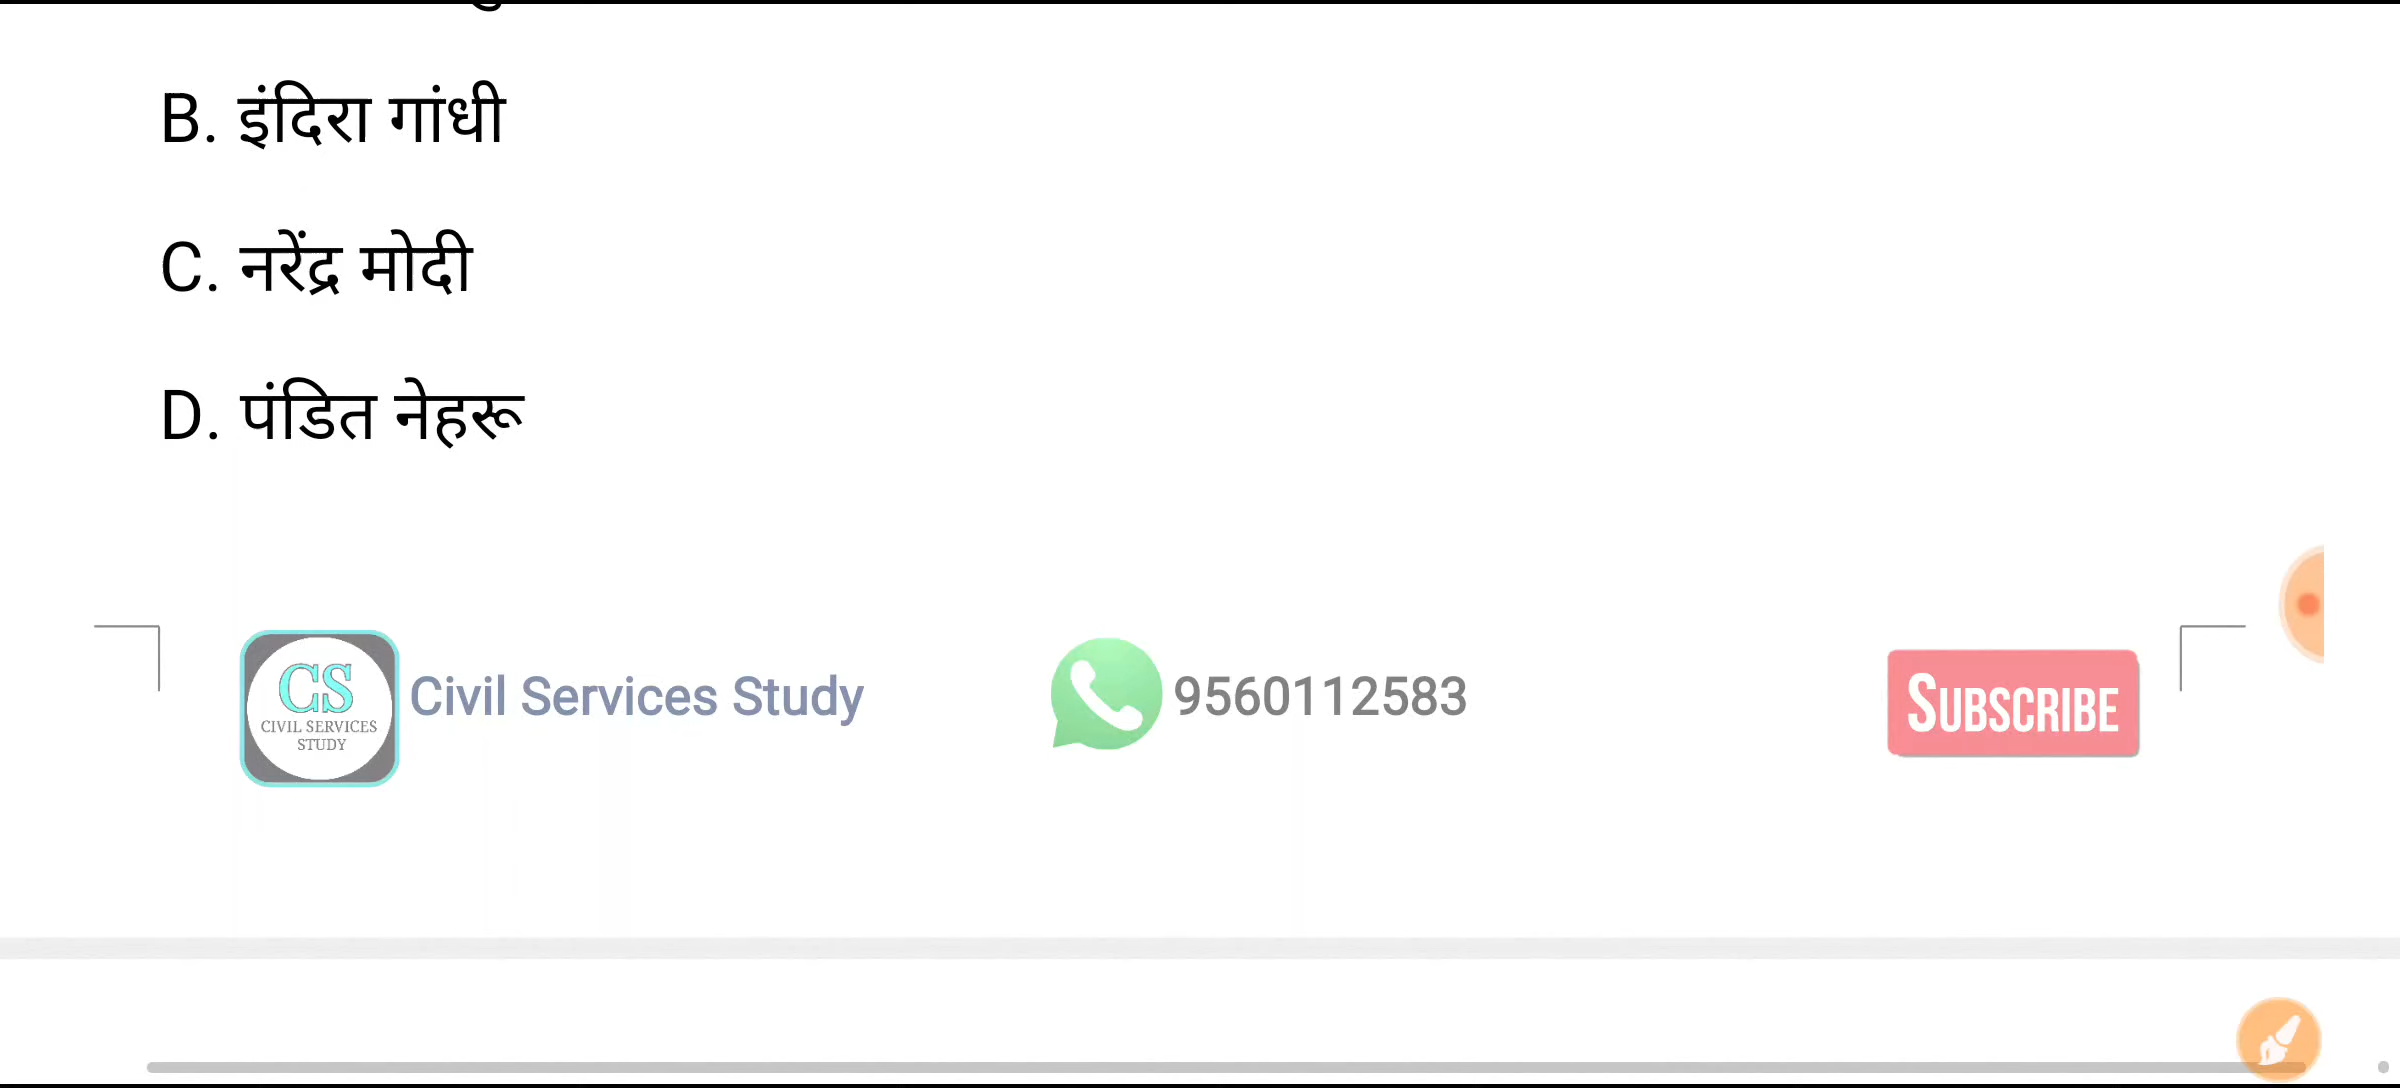 B. इंदिरा गांधी
C. नरेंद्र मोदी
D. पंडित नेहरू
CS
CIVIL SERVICES
STUDY
Civil Services Study
9560112583
SUBSCRIBE